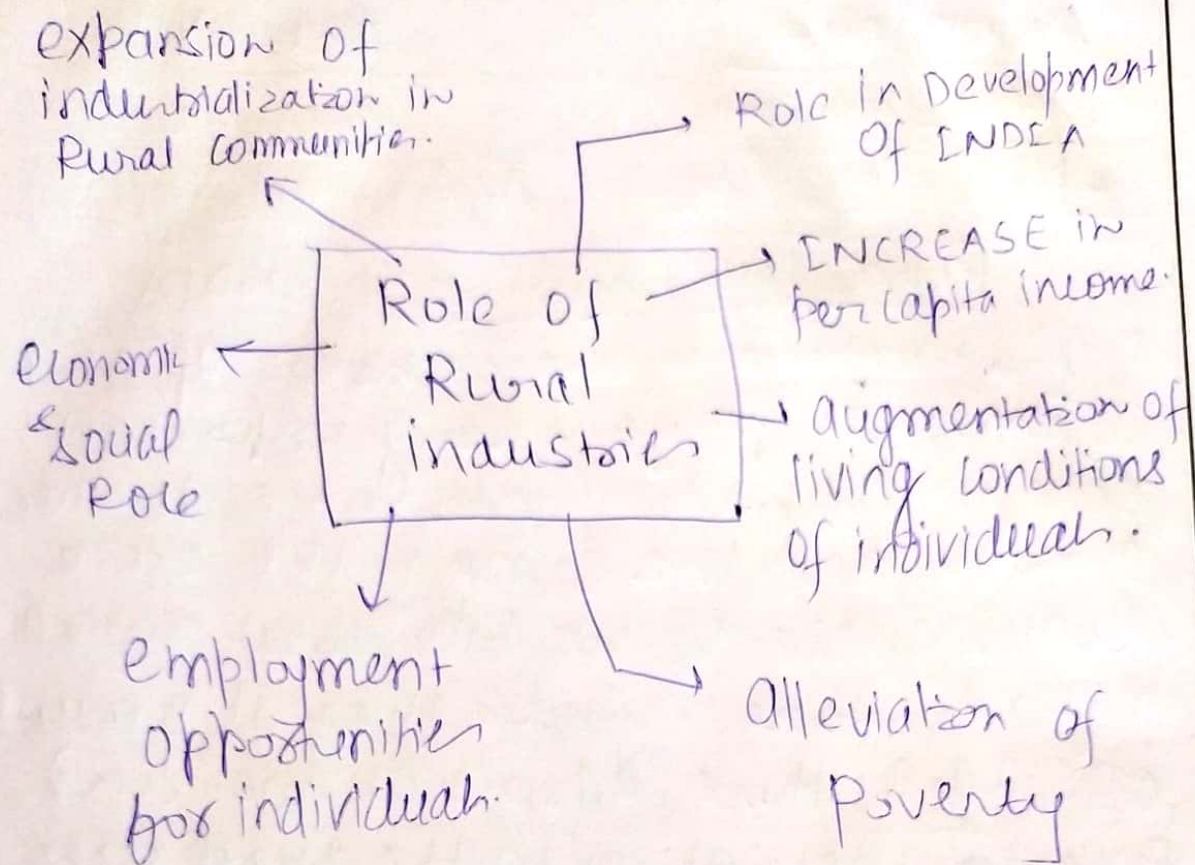 expansion of
industrialization in
Rural Communities.
Role in Development
Of INDIA
INCREASE in
per capita income.
Role of
Rural
industries
economic
& social
Role
augmentation of
living conditions
of individuals.
employment
opportunities
for individuals.
alleviation of
poverty